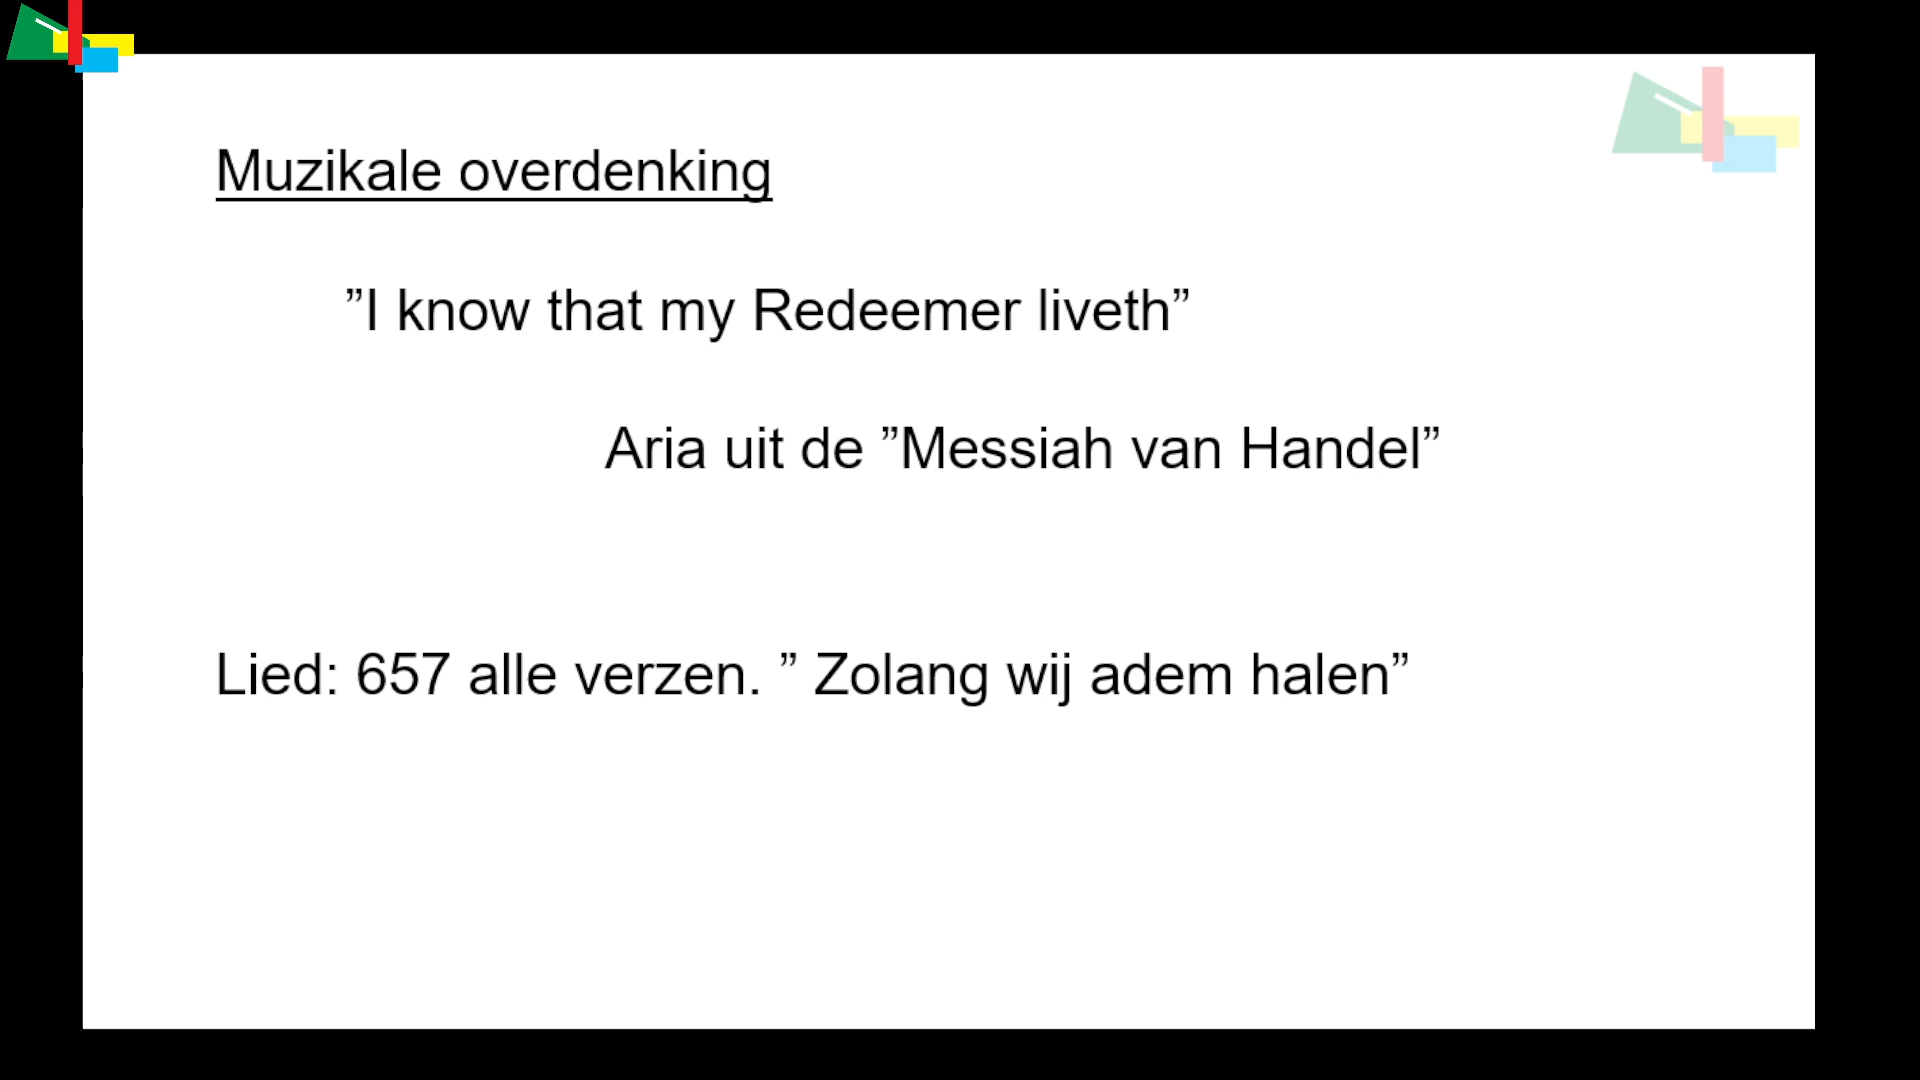 Muzikale overdenking
”I know that my Redeemer liveth”
Aria uit de ”Messiah van Handel”
Lied: 657 alle verzen. ” Zolang wij adem halen”